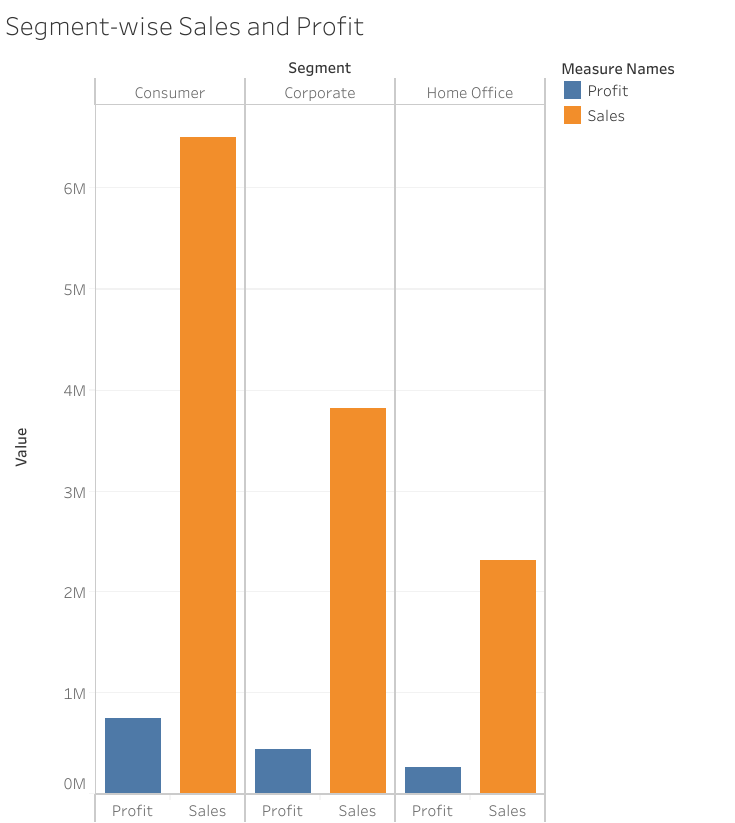 Segment-wise Sales and Profit
Segment
Consumer Corporate Home Office
Measure Names
Profit
Sales
Value
6M
5M
4M
3M
2M
1M
0M
Profit Sales Profit Sales Profit Sales